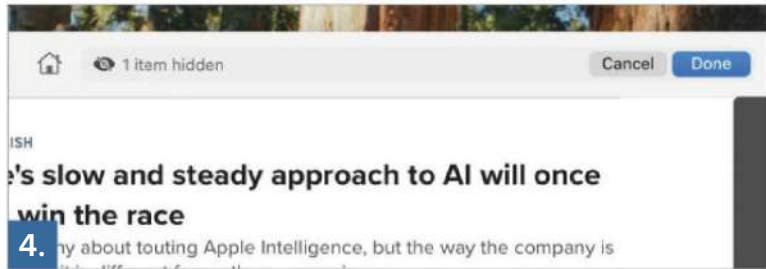 1 item hidden
Cancel
Done
ISH
's slow and steady approach to AI will once
win the race
4.
ny about touting Apple Intelligence, but the way the company is